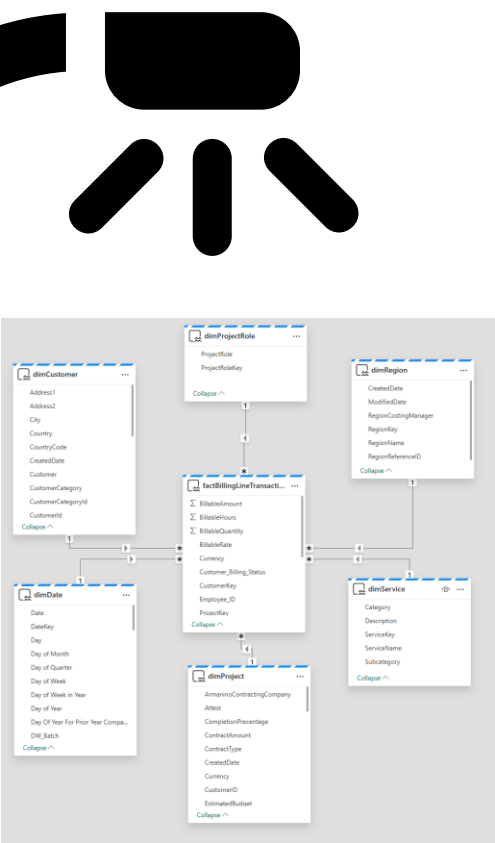 dimProjectRole
ProjectRole
ProjectRoleKey
Collapse
dimCustomer
Address1
Address2
City
Country
CountryCode
CreatedDate
Customer
CustomerCategory
CustomerCategoryId
CustomerId
Collapse
dimRegion
CreatedDate
ModifiedDate
RegionCostingManager
RegionKey
RegionName
RegionReferenceID
Collapse
1
1
1
*
factBillingLineTransacti...
BillableAmount
BillableHours
BillableQuantity
BillableRate
Currency
Customer_Billing_Status
CustomerKey
Employee_ID
ProjectKey
Collapse
*
*
*
*
1
1
dimDate
Date
DateKey
Day
Day of Month
Day of Quarter
Day of Week
Day of Week in Year
Day of Year
Day Of Year For Prior Year Compa...
DW_Batch
Collapse
dimService
Category
Description
ServiceKey
ServiceName
Subcategory
Collapse
*
1
dimProject
ArmaninoContractingCompany
Attest
CompletionPrecentage
ContractAmount
ContractType
CreatedDate
Currency
CustomerID
EstimatedBudget
Collapse